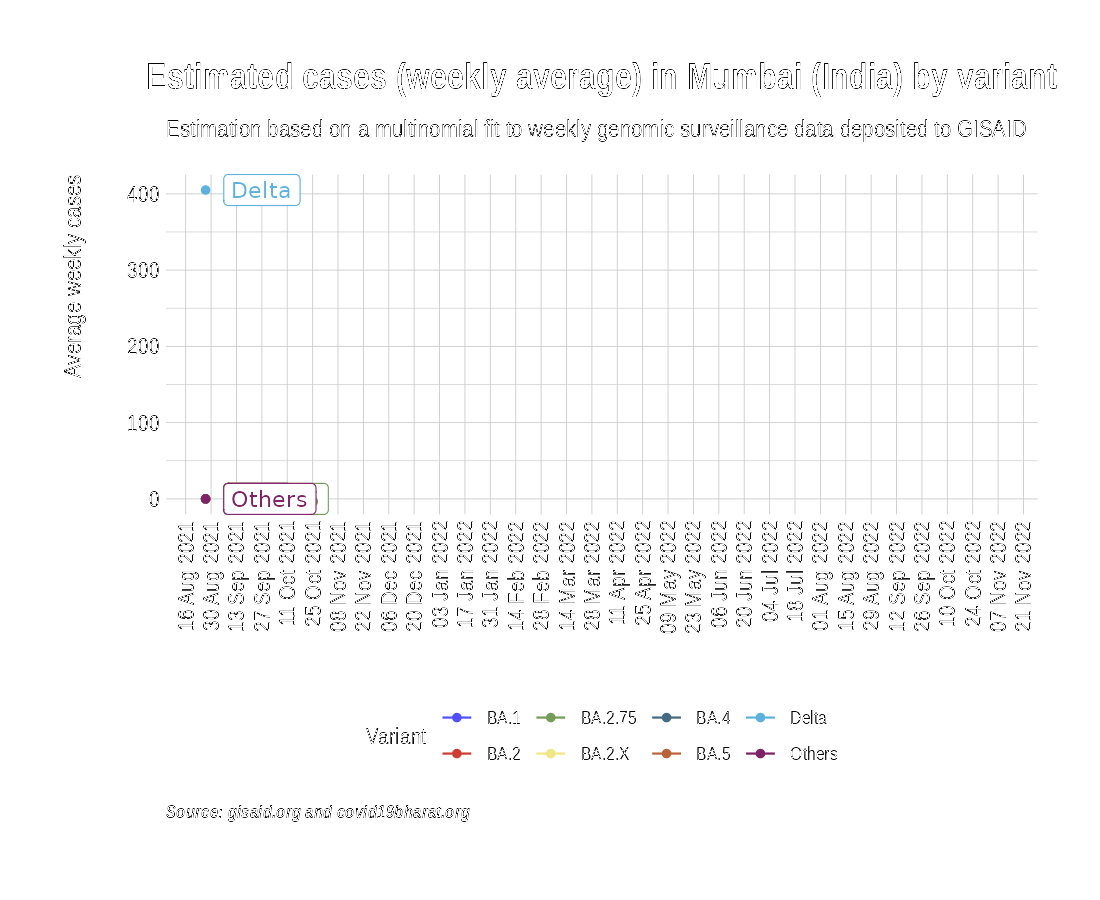 Estimated cases (weekly average) in Mumbai (India) by variant
Estimation based on a multinomial fit to weekly genomic surveillance data deposited to GISAID
Average weekly cases
400
300
200
100
0
Delta
Others
16 Aug 2021
30 Aug 2021
13 Sep 2021
27 Sep 2021
11 Oct 2021
25 Oct 2021
08 Nov 2021
22 Nov 2021
06 Dec 2021
20 Dec 2021
03 Jan 2022
17 Jan 2022
31 Jan 2022
14 Feb 2022
28 Feb 2022
14 Mar 2022
28 Mar 2022
11 Apr 2022
25 Apr 2022
09 May 2022
23 May 2022
06 Jun 2022
20 Jun 2022
04 Jul 2022
18 Jul 2022
01 Aug 2022
15 Aug 2022
29 Aug 2022
12 Sep 2022
26 Sep 2022
10 Oct 2022
24 Oct 2022
07 Nov 2022
21 Nov 2022
Variant
BA.1 BA.2.75 BA.4 Delta
BA.2 BA.2.X BA.5 Others
Source: gisaid.org and covid19bharat.org